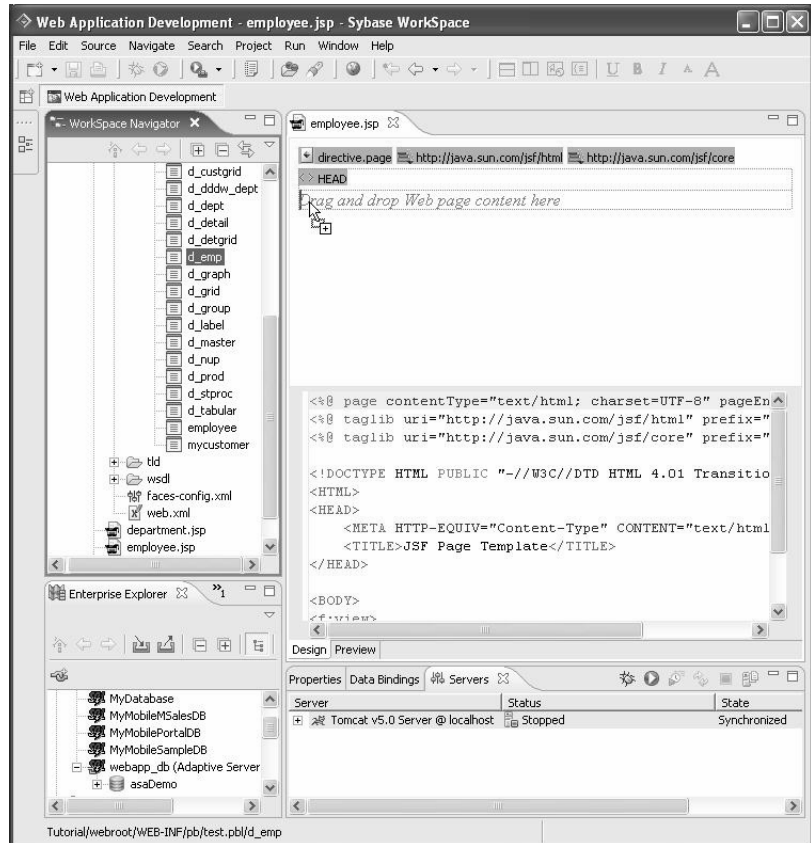 Web Application Development - employee.jsp - Sybase WorkSpace
File Edit Source Navigate Search Project Run Window Help
U B I A A
Web Application Development
WorkSpace Navigator
d_custgrid
d_dddw_dept
d_dept
d_detail
d_detgrid
d_emp
d_graph
d_grid
d_group
d_label
d_master
d_nup
d_prod
d_stproc
d_tabular
employee
mycustomer
tld
wsdl
faces-config.xml
web.xml
department.jsp
employee.jsp
employee.jsp
directive.page http://java.sun.com/jsf/html http://java.sun.com/jsf/core
HEAD
Drag and drop Web page content here
<%@ page contentType="text/html; charset=UTF-8" pageEn
<%@ taglib uri="http://java.sun.com/jsf/html" prefix="
<%@ taglib uri="http://java.sun.com/jsf/core" prefix="
<!DOCTYPE HTML PUBLIC "-//W3C//DTD HTML 4.01 Transitio
<HTML>
<HEAD>
<META HTTP-EQUIV="Content-Type" CONTENT="text/html
<TITLE>JSF Page Template</TITLE>
</HEAD>
<BODY>
<f:view>
Design Preview
Enterprise Explorer »1
MyDatabase
MyMobileMSalesDB
MyMobilePortalDB
MyMobileSampleDB
webapp_db (Adaptive Server
asaDemo
Properties Data Bindings Servers
Server Status State
Tomcat v5.0 Server @ localhost Stopped Synchronized
Tutorial/webroot/WEB-INF/pb/test.pbl/d_emp